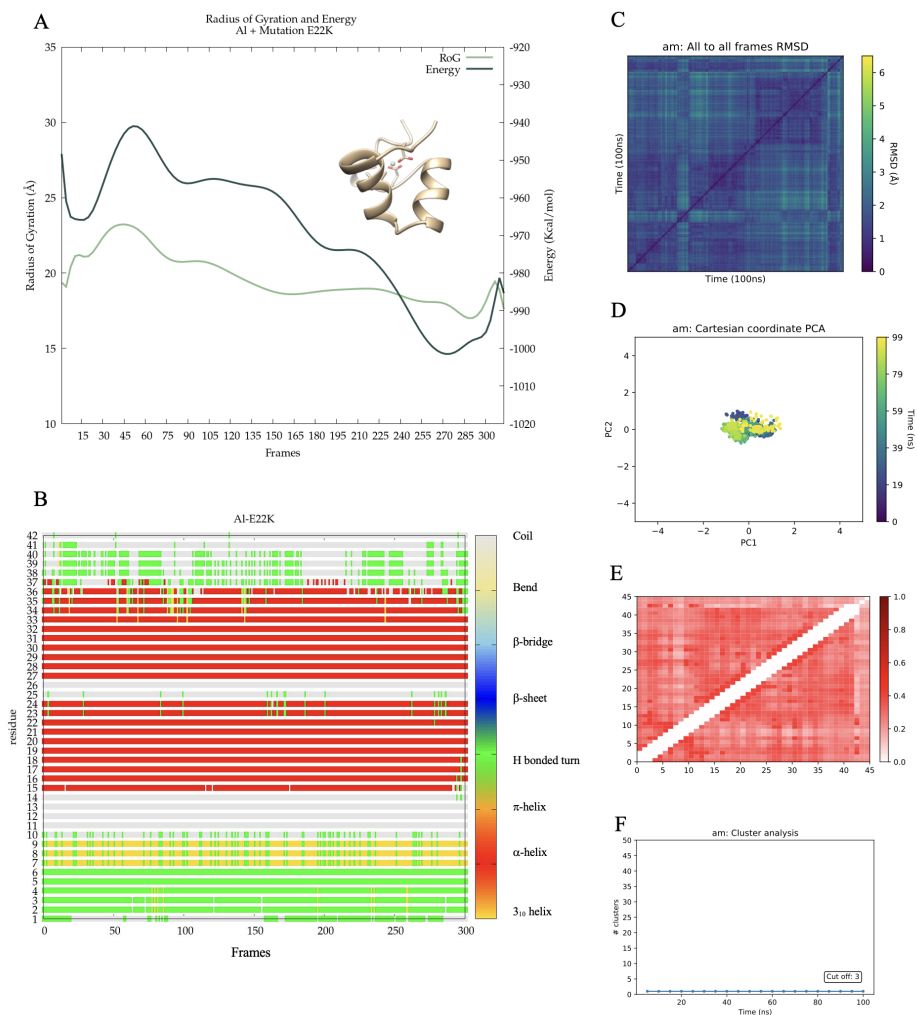 A
Radius of Gyration and Energy
Al + Mutation E22K
RoG
Energy
35
30
25
20
15
10
Radius of Gyration (Å)
-920
-930
-940
-950
-960
-970
-980
-990
-1000
-1010
-1020
Energy (Kcal/mol)
15 30 45 60 75 90 105 120 135 154 165 180 195 210 225 240 255 270 285 300
Frames
B
Al-E22K
42
41
40
39
38
37
36
35
34
33
32
31
30
29
28
27
26
25
24
23
22
21
20
19
18
17
16
15
14
13
12
11
10
9
8
7
6
5
4
3
2
1
residue
0 50 100 150 200 250 300
Frames
Coil
Bend
β-bridge
β-sheet
H bonded turn
π-helix
α-helix
3₁₀ helix
C
am: All to all frames RMSD
Time (100ns)
Time (100ns)
6
5
4
3
2
1
0
RMSD (Å)
D
am: Cartesian coordinate PCA
4
2
0
−2
−4
PC2
−4 −2 0 2 4
PC1
99
79
59
39
19
0
Time (ns)
E
45
40
35
30
25
20
15
10
5
0
0 5 10 15 20 25 30 35 40 45
1.0
0.8
0.6
0.4
0.2
0.0
F
am: Cluster analysis
50
45
40
35
30
25
20
15
10
5
0
# clusters
Cut off: 3
20 40 60 80 100
Time (ns)